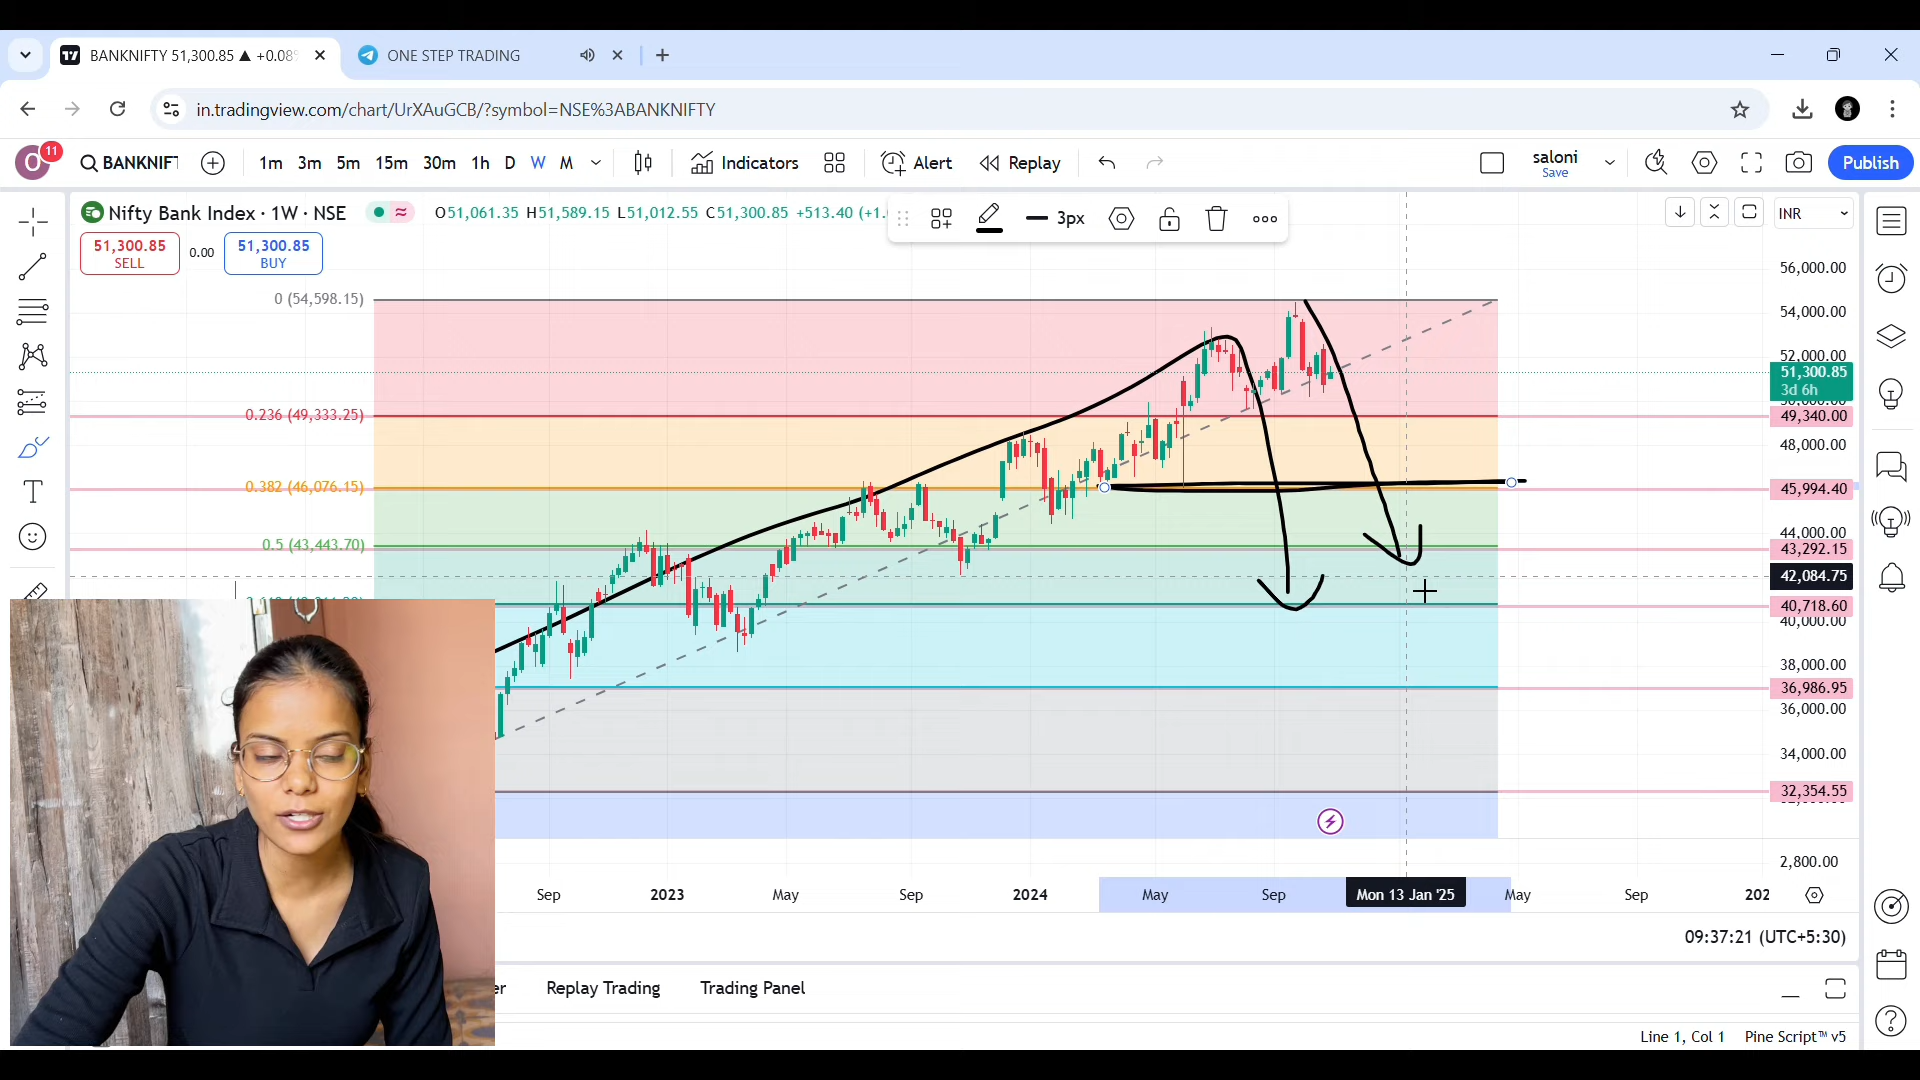 BANKNIFTY 51,300.85 ▲ +0.08%
ONE STEP TRADING
in.tradingview.com/chart/UrXAuGCB/?symbol=NSE%3ABANKNIFTY
O 11 BANKNIFT 1m 3m 5m 15m 30m 1h D W M Indicators Alert Replay saloni Save Publish
Nifty Bank Index · 1W · NSE O51,061.35 H51,589.15 L51,012.55 C51,300.85 +513.40 (+1. 3px INR
51,300.85 SELL 0.00 51,300.85 BUY
56,000.00
0 (54,598.15)
54,000.00
52,000.00
51,300.85
3d 6h
0.236 (49,333.25) 49,340.00
48,000.00
0.382 (46,076.15) 45,994.40
44,000.00
0.5 (43,443.70) 43,292.15
42,084.75
40,718.60
40,000.00
38,000.00
36,986.95
36,000.00
34,000.00
32,354.55
2,800.00
Sep 2023 May Sep 2024 May Sep Mon 13 Jan '25 May Sep 202
09:37:21 (UTC+5:30)
er Replay Trading Trading Panel
Line 1, Col 1 Pine Script™ v5